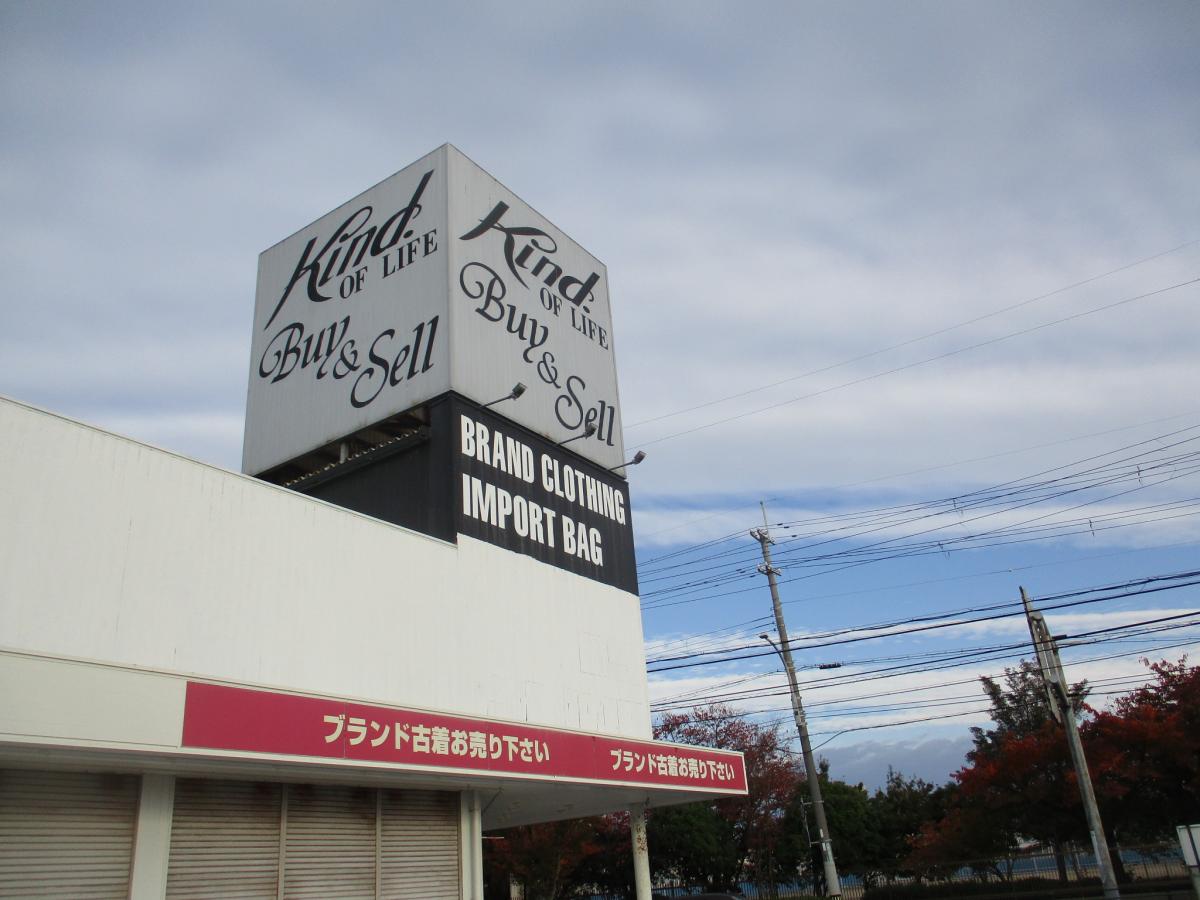 Kind.
OF LIFE
Buy & Sell
Kind.
OF LIFE
Buy & Sell
BRAND CLOTHING
IMPORT BAG
ブランド古着お売り下さい
ブランド古着お売り下さい